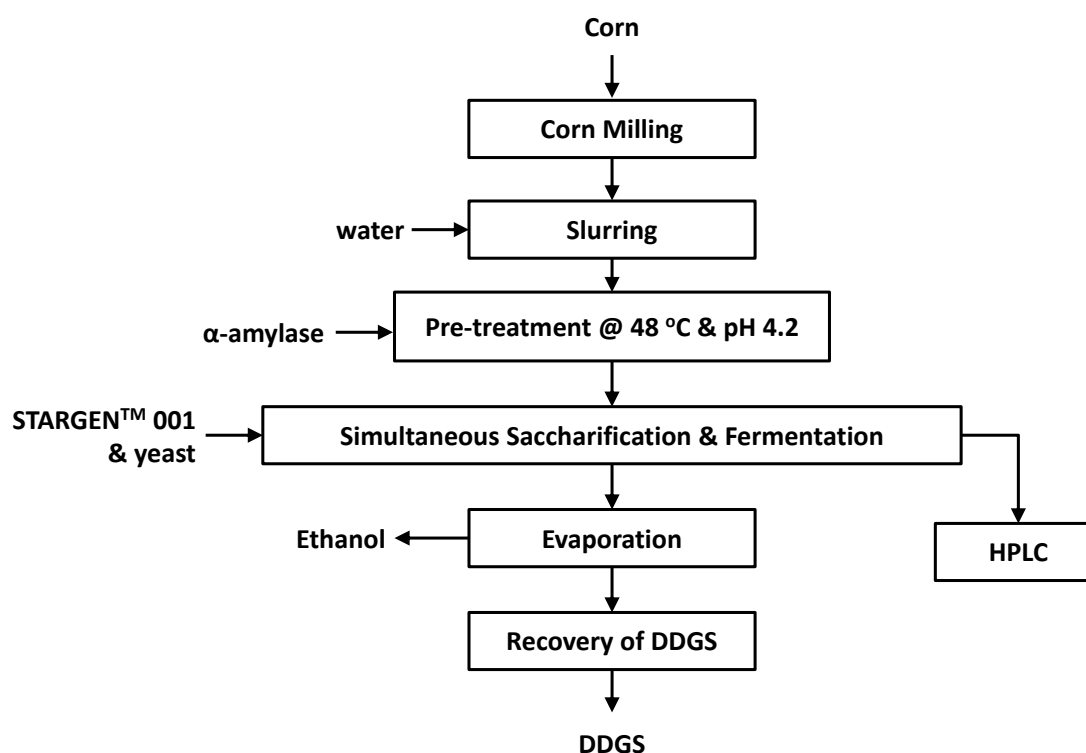 Corn
Corn Milling
water
Slurring
α-amylase
Pre-treatment @ 48 ºC & pH 4.2
STARGEN™ 001
& yeast
Simultaneous Saccharification & Fermentation
Ethanol
Evaporation
HPLC
Recovery of DDGS
DDGS